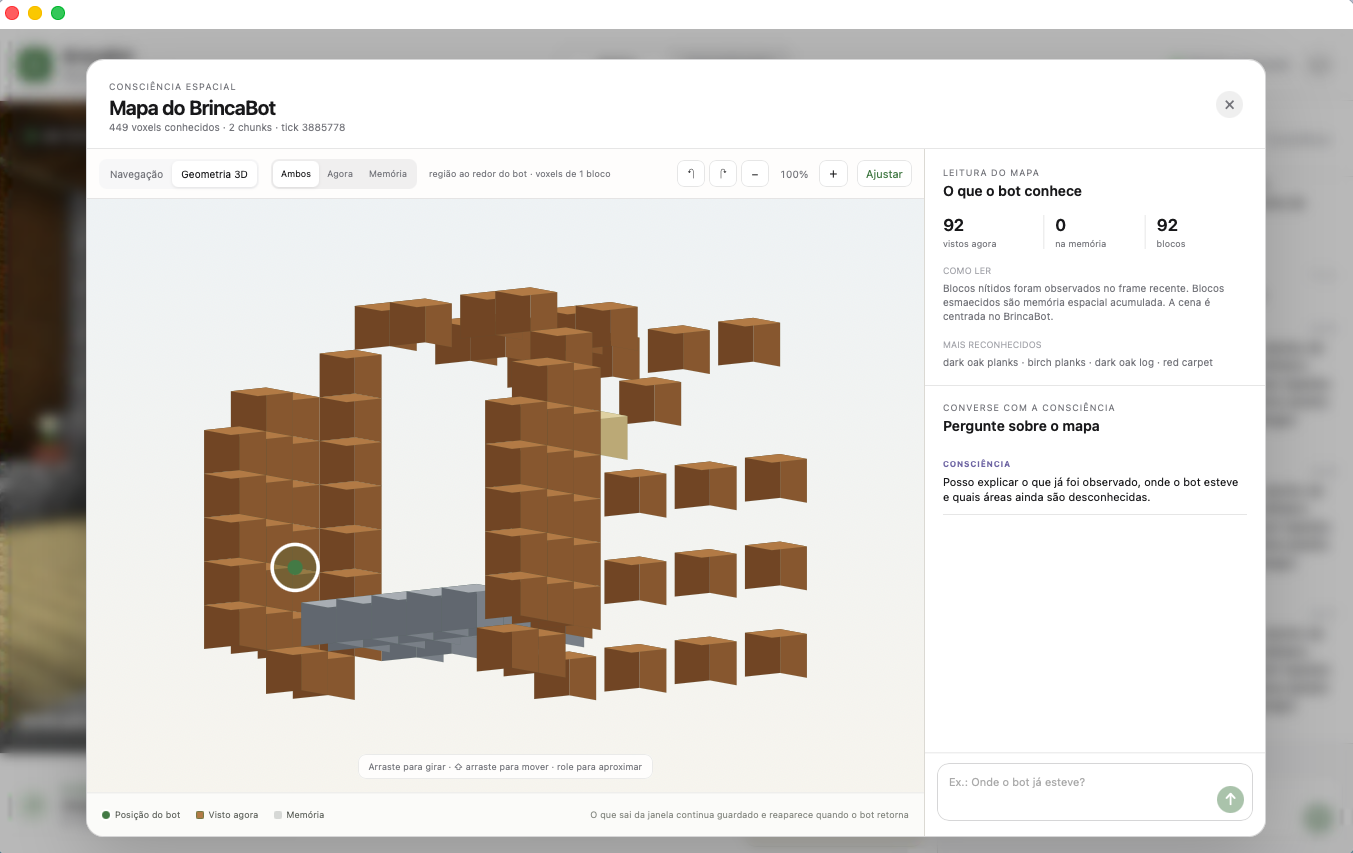 CONSCIÊNCIA ESPACIAL
Mapa do BrincaBot
449 voxels conhecidos · 2 chunks · tick 3885778
Navegação
Geometria 3D
Ambos
Agora
Memória
região ao redor do bot · voxels de 1 bloco
100%
Ajustar
Arraste para girar · ⇧ arraste para mover · role para aproximar
Posição do bot
Visto agora
Memória
O que sai da janela continua guardado e reaparece quando o bot retorna
LEITURA DO MAPA
O que o bot conhece
92
vistos agora
0
na memória
92
blocos
COMO LER
Blocos nítidos foram observados no frame recente. Blocos
esmaecidos são memória espacial acumulada. A cena é
centrada no BrincaBot.
MAIS RECONHECIDOS
dark oak planks · birch planks · dark oak log · red carpet
CONVERSE COM A CONSCIÊNCIA
Pergunte sobre o mapa
CONSCIÊNCIA
Posso explicar o que já foi observado, onde o bot esteve
e quais áreas ainda são desconhecidas.
Ex.: Onde o bot já esteve?